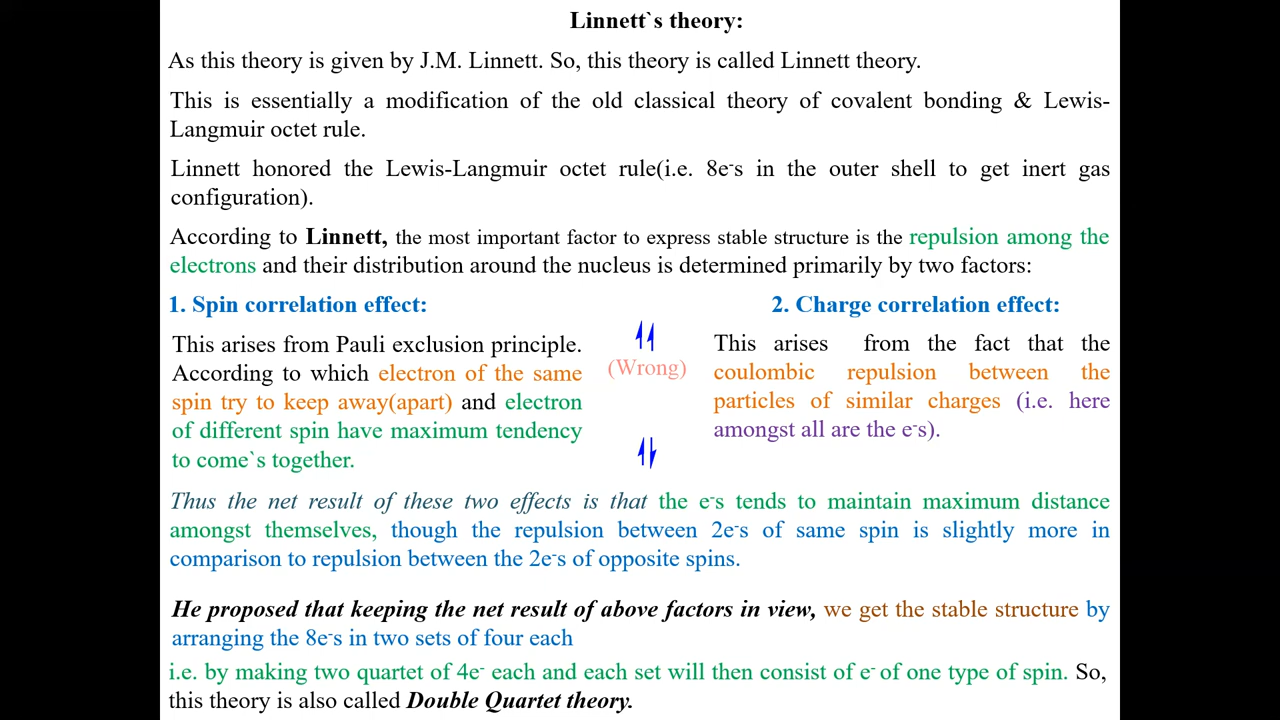 Linnett`s theory:
As this theory is given by J.M. Linnett. So, this theory is called Linnett theory.
This is essentially a modification of the old classical theory of covalent bonding & Lewis-
Langmuir octet rule.
Linnett honored the Lewis-Langmuir octet rule(i.e. 8e⁻s in the outer shell to get inert gas
configuration).
According to Linnett, the most important factor to express stable structure is the repulsion among the
electrons and their distribution around the nucleus is determined primarily by two factors:
1. Spin correlation effect:
This arises from Pauli exclusion principle.
According to which electron of the same
spin try to keep away(apart) and electron
of different spin have maximum tendency
to come`s together.
(Wrong)
2. Charge correlation effect:
This arises from the fact that the
coulombic repulsion between the
particles of similar charges (i.e. here
amongst all are the e⁻s).
Thus the net result of these two effects is that the e⁻s tends to maintain maximum distance
amongst themselves, though the repulsion between 2e⁻s of same spin is slightly more in
comparison to repulsion between the 2e⁻s of opposite spins.
He proposed that keeping the net result of above factors in view, we get the stable structure by
arranging the 8e⁻s in two sets of four each
i.e. by making two quartet of 4e⁻ each and each set will then consist of e⁻ of one type of spin. So,
this theory is also called Double Quartet theory.